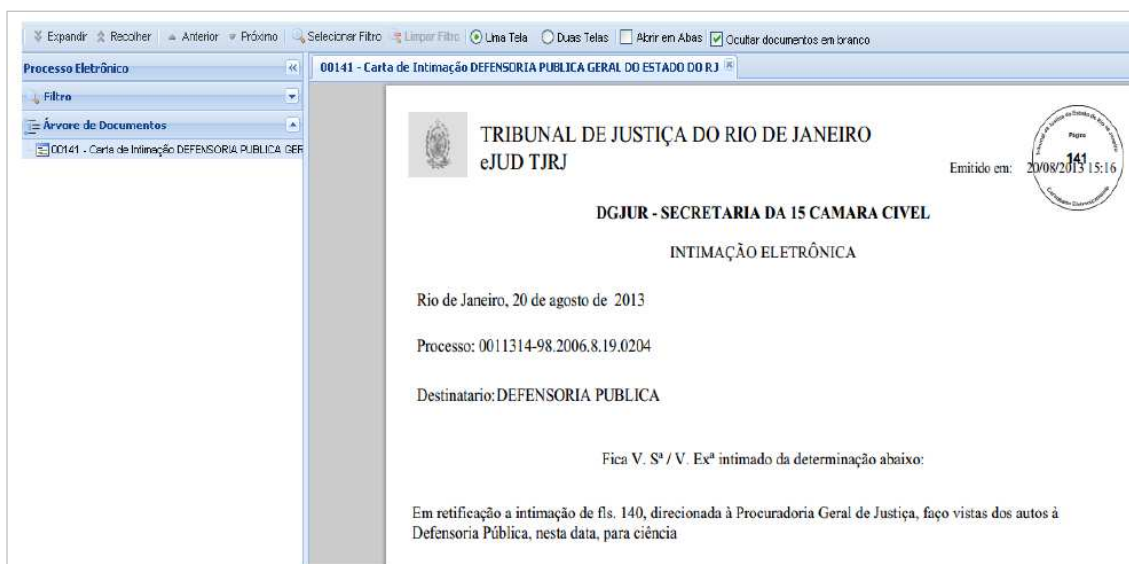 Expandir Recolher Anterior Próximo Selecionar Filtro Limpar Filtro Uma Tela Duas Telas Abrir em Abas Ocultar documentos em branco
Processo Eletrônico
00141 - Carta de Intimação DEFENSORIA PUBLICA GERAL DO ESTADO DO RJ
Filtro
Árvore de Documentos
00141 - Carta de Intimação DEFENSORIA PUBLICA GER
TRIBUNAL DE JUSTIÇA DO RIO DE JANEIRO
eJUD TJRJ
Página
141
Emitido em: 20/08/2013 15:16
DGJUR - SECRETARIA DA 15 CAMARA CIVEL
INTIMAÇÃO ELETRÔNICA
Rio de Janeiro, 20 de agosto de 2013
Processo: 0011314-98.2006.8.19.0204
Destinatario: DEFENSORIA PUBLICA
Fica V. Sª / V. Exª intimado da determinação abaixo:
Em retificação a intimação de fls. 140, direcionada à Procuradoria Geral de Justiça, faço vistas dos autos à
Defensoria Pública, nesta data, para ciência